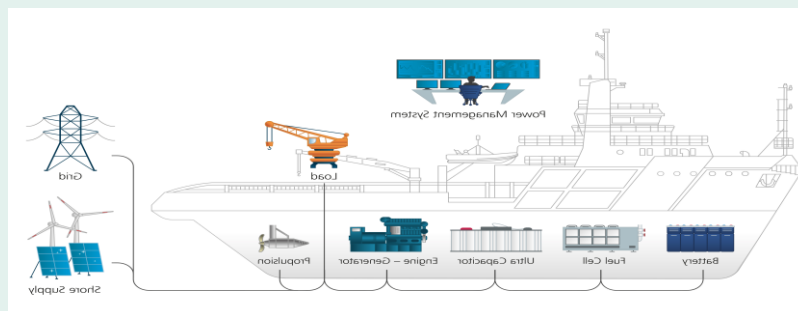 Power Management System
Grid
Load
Propulsion
Engine – Generator
Ultra Capacitor
Fuel Cell
Battery
Shore Supply